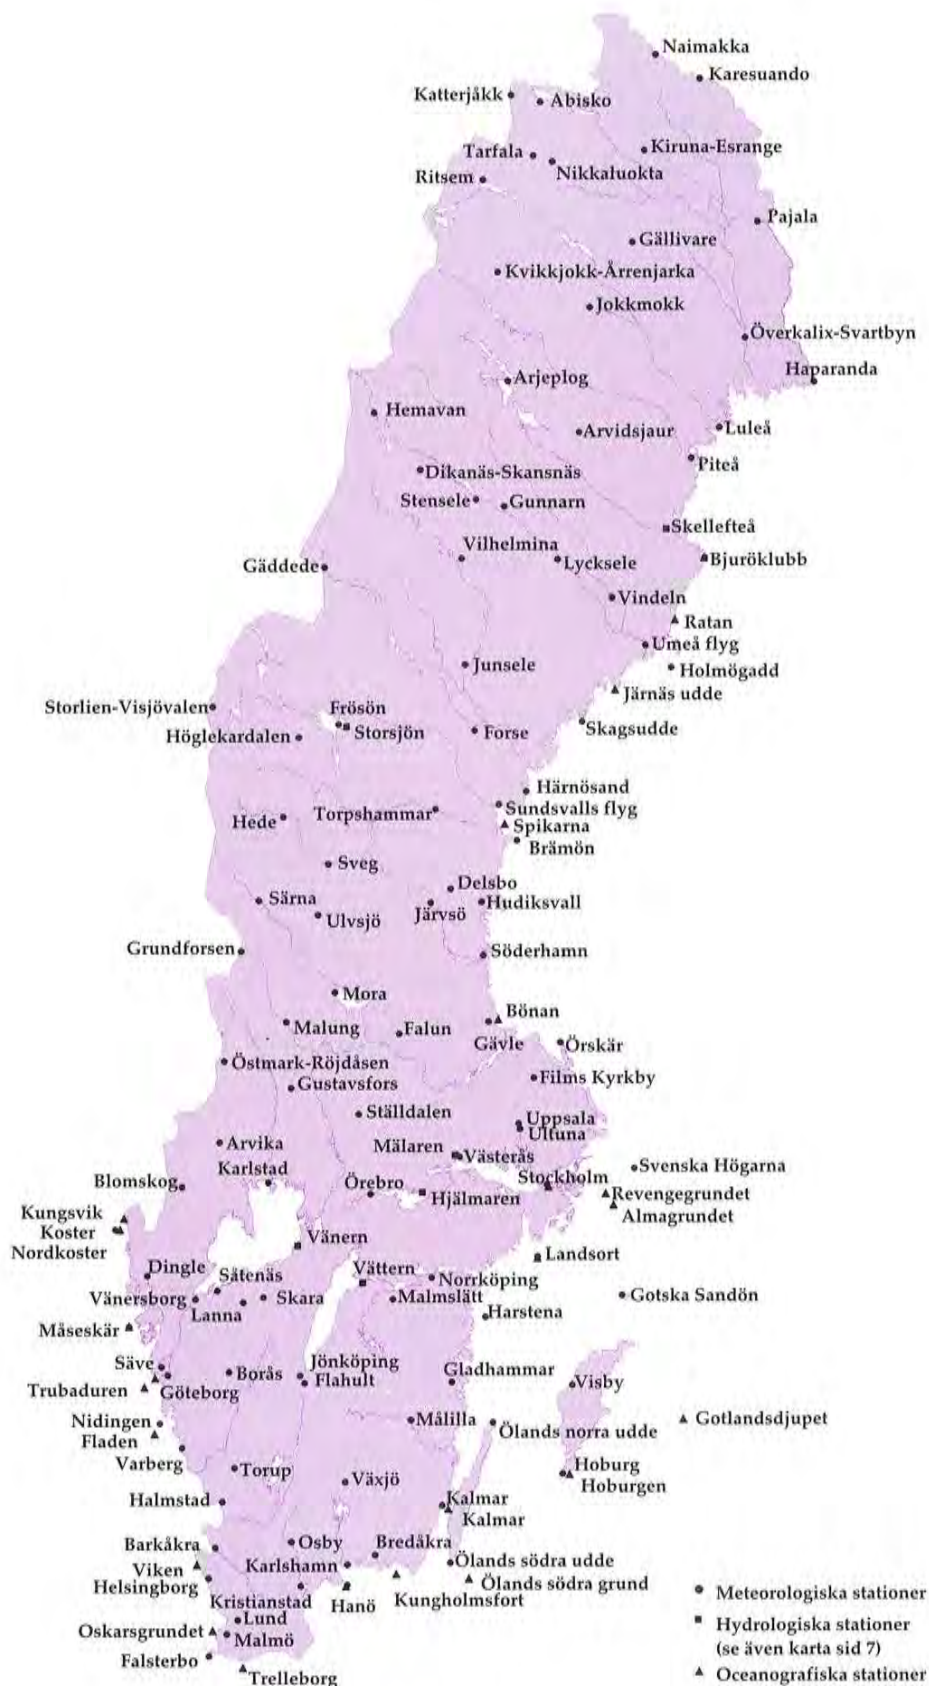 Naimakka
Karesuando
Katterjåkk
Abisko
Kiruna-Esrange
Tarfala
Nikkaluokta
Ritsem
Pajala
Gällivare
Kvikkjokk-Årrenjarka
Jokkmokk
Överkalix-Svartbyn
Haparanda
Arjeplog
Hemavan
Luleå
Arvidsjaur
Piteå
Dikanäs-Skansnäs
Stensele
Gunnarn
Skellefteå
Vilhelmina
Lycksele
Bjuröklubb
Gäddede
Vindeln
Ratan
Umeå flyg
Junsele
Holmögadd
Järnäs udde
Storlien-Visjövalen
Frösön
Storsjön
Forse
Skagsudde
Höglekardalen
Härnösand
Sundsvalls flyg
Torpshammar
Hede
Spikarna
Brämön
Sveg
Delsbo
Särna
Hudiksvall
Järvsö
Ulvsjö
Grundforsen
Söderhamn
Mora
Bönan
Malung
Falun
Gävle
Örskär
Östmark-Röjdåsen
Films Kyrkby
Gustavsfors
Ställdalen
Uppsala
Ultuna
Arvika
Mälaren
Västerås
Karlstad
Svenska Högarna
Stockholm
Blomskog
Örebro
Hjälmaren
Revengegrundet
Almagrundet
Kungsvik
Koster
Nordkoster
Vänern
Landsort
Dingle
Såtenäs
Vättern
Norrköping
Vänersborg
Skara
Malmslätt
Gotska Sandön
Lanna
Harstena
Måseskär
Säve
Jönköping
Gladhammar
Borås
Flahult
Visby
Trubaduren
Göteborg
Nidingen
Målilla
Gotlandsdjupet
Ölands norra udde
Fladen
Varberg
Torup
Hoburg
Växjö
Hoburgen
Halmstad
Kalmar
Kalmar
Barkåkra
Osby
Bredåkra
Viken
Karlshamn
Ölands södra udde
Helsingborg
Ölands södra grund
Kristianstad
Hanö
Kungholmsfort
Lund
Oskarsgrundet
Malmö
Falsterbo
Trelleborg
Meteorologiska stationer
Hydrologiska stationer
(se även karta sid 7)
Oceanografiska stationer